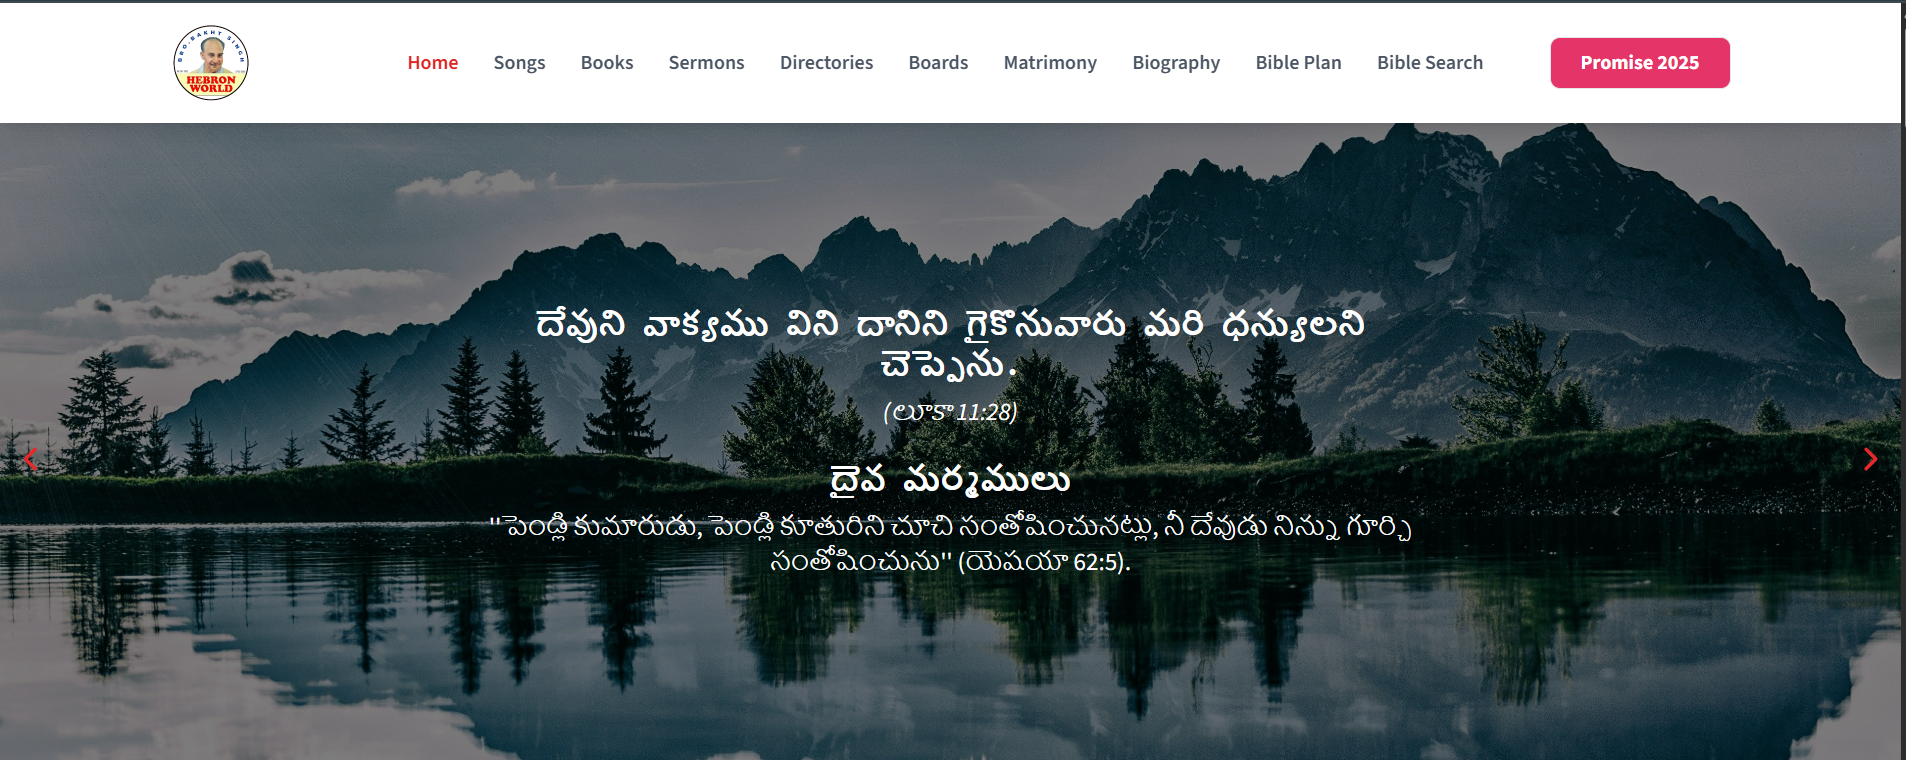 BRO. BAKHT SINGH
HEBRON
WORLD
Home Songs Books Sermons Directories Boards Matrimony Biography Bible Plan Bible Search Promise 2025
దేవుని వాక్యము విని దానిని గైకొనువారు మరి ధన్యులని
చెప్పెను.
(లూకా 11:28)
దైవ మర్మములు
"పెండ్లి కుమారుడు, పెండ్లి కూతురిని చూచి సంతోషించునట్లు, నీ దేవుడు నిన్ను గూర్చి
సంతోషించును" (యెషయా 62:5).